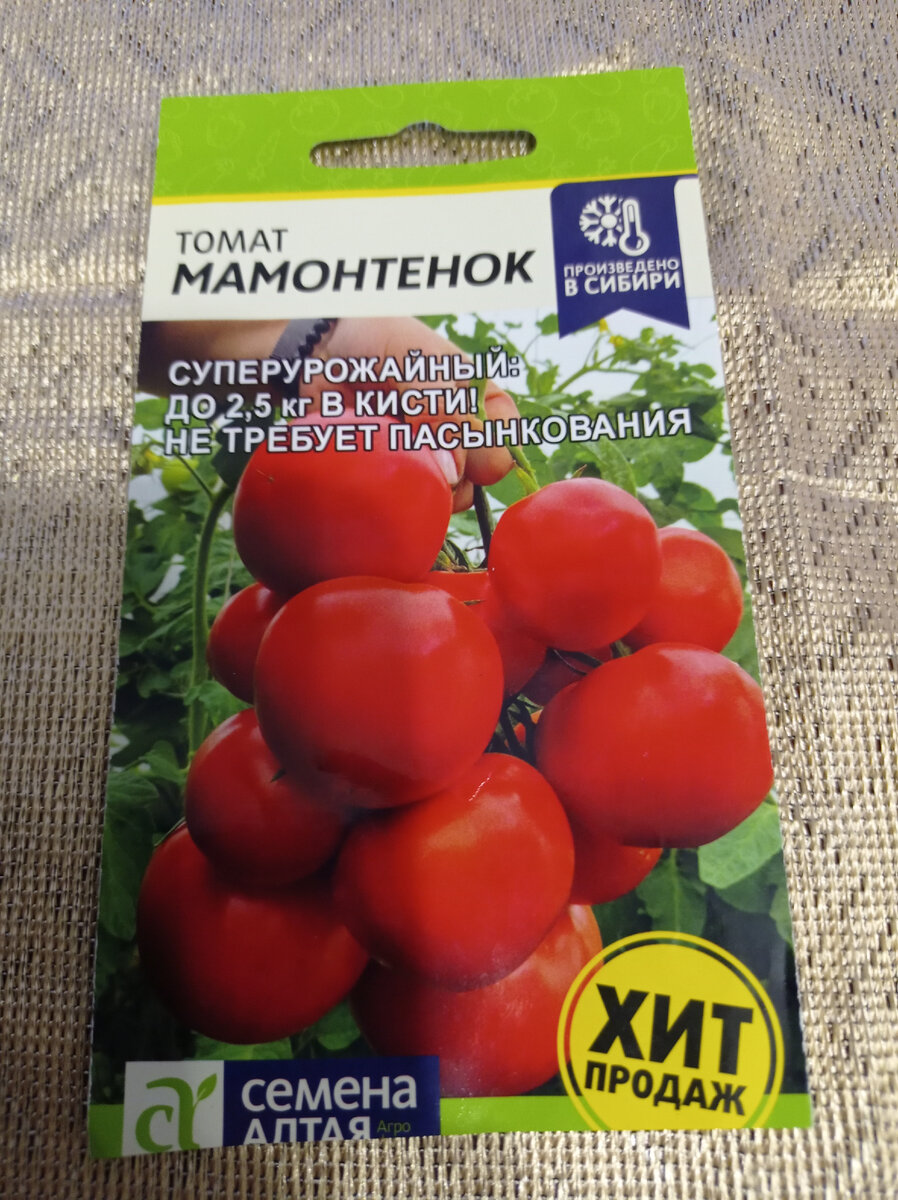 ТОМАТ
МАМОНТЕНОК
ПРОИЗВЕДЕНО
В СИБИРИ
СУПЕРУРОЖАЙНЫЙ:
ДО 2,5 кг В КИСТИ!
НЕ ТРЕБУЕТ ПАСЫНКОВАНИЯ
ХИТ
ПРОДАЖ
семена
АЛТАЯ Агро